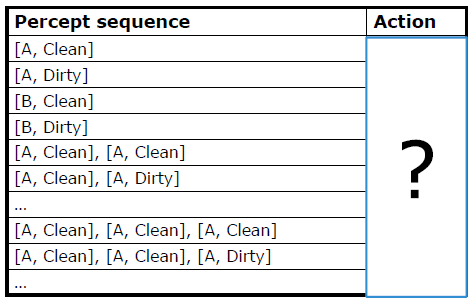 Percept sequence Action
[A, Clean]
[A, Dirty]
[B, Clean]
[B, Dirty]
[A, Clean], [A, Clean]
[A, Clean], [A, Dirty]
...
[A, Clean], [A, Clean], [A, Clean]
[A, Clean], [A, Clean], [A, Dirty]
...
?